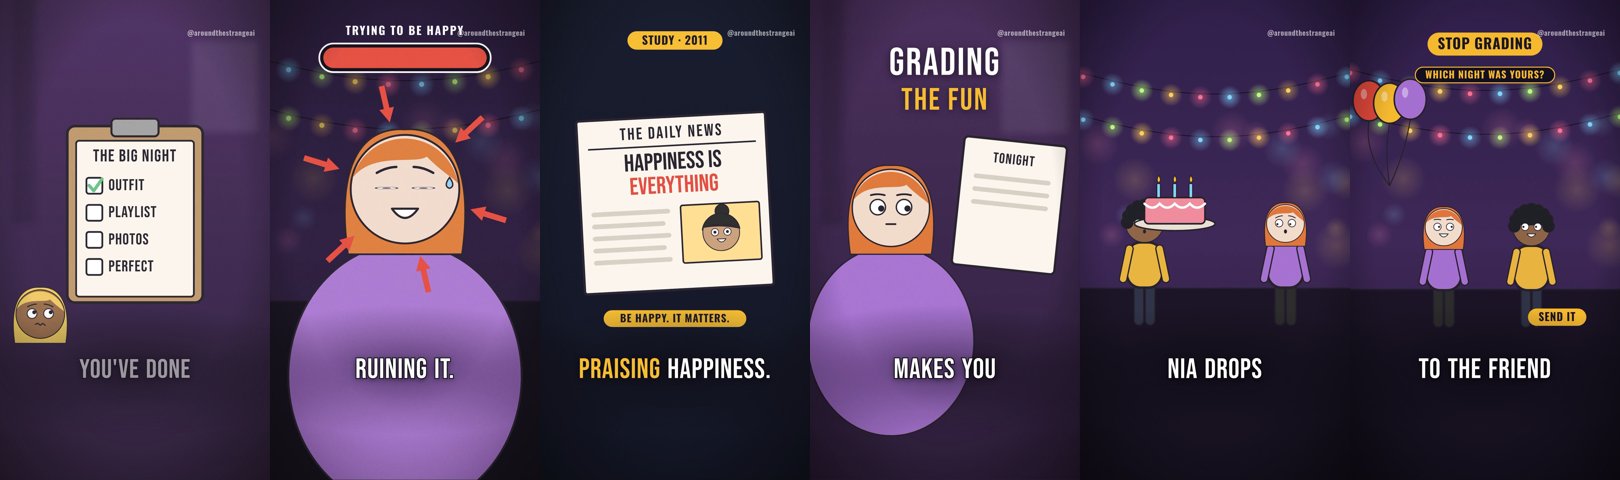 @aroundthestrangeai
THE BIG NIGHT
OUTFIT
PLAYLIST
PHOTOS
PERFECT
YOU'VE DONE
TRYING TO BE HAPPY
@aroundthestrangeai
RUINING IT.
STUDY · 2011
@aroundthestrangeai
THE DAILY NEWS
HAPPINESS IS
EVERYTHING
BE HAPPY. IT MATTERS.
PRAISING HAPPINESS.
@aroundthestrangeai
GRADING
THE FUN
TONIGHT
MAKES YOU
@aroundthestrangeai
NIA DROPS
@aroundthestrangeai
STOP GRADING
WHICH NIGHT WAS YOURS?
SEND IT
TO THE FRIEND